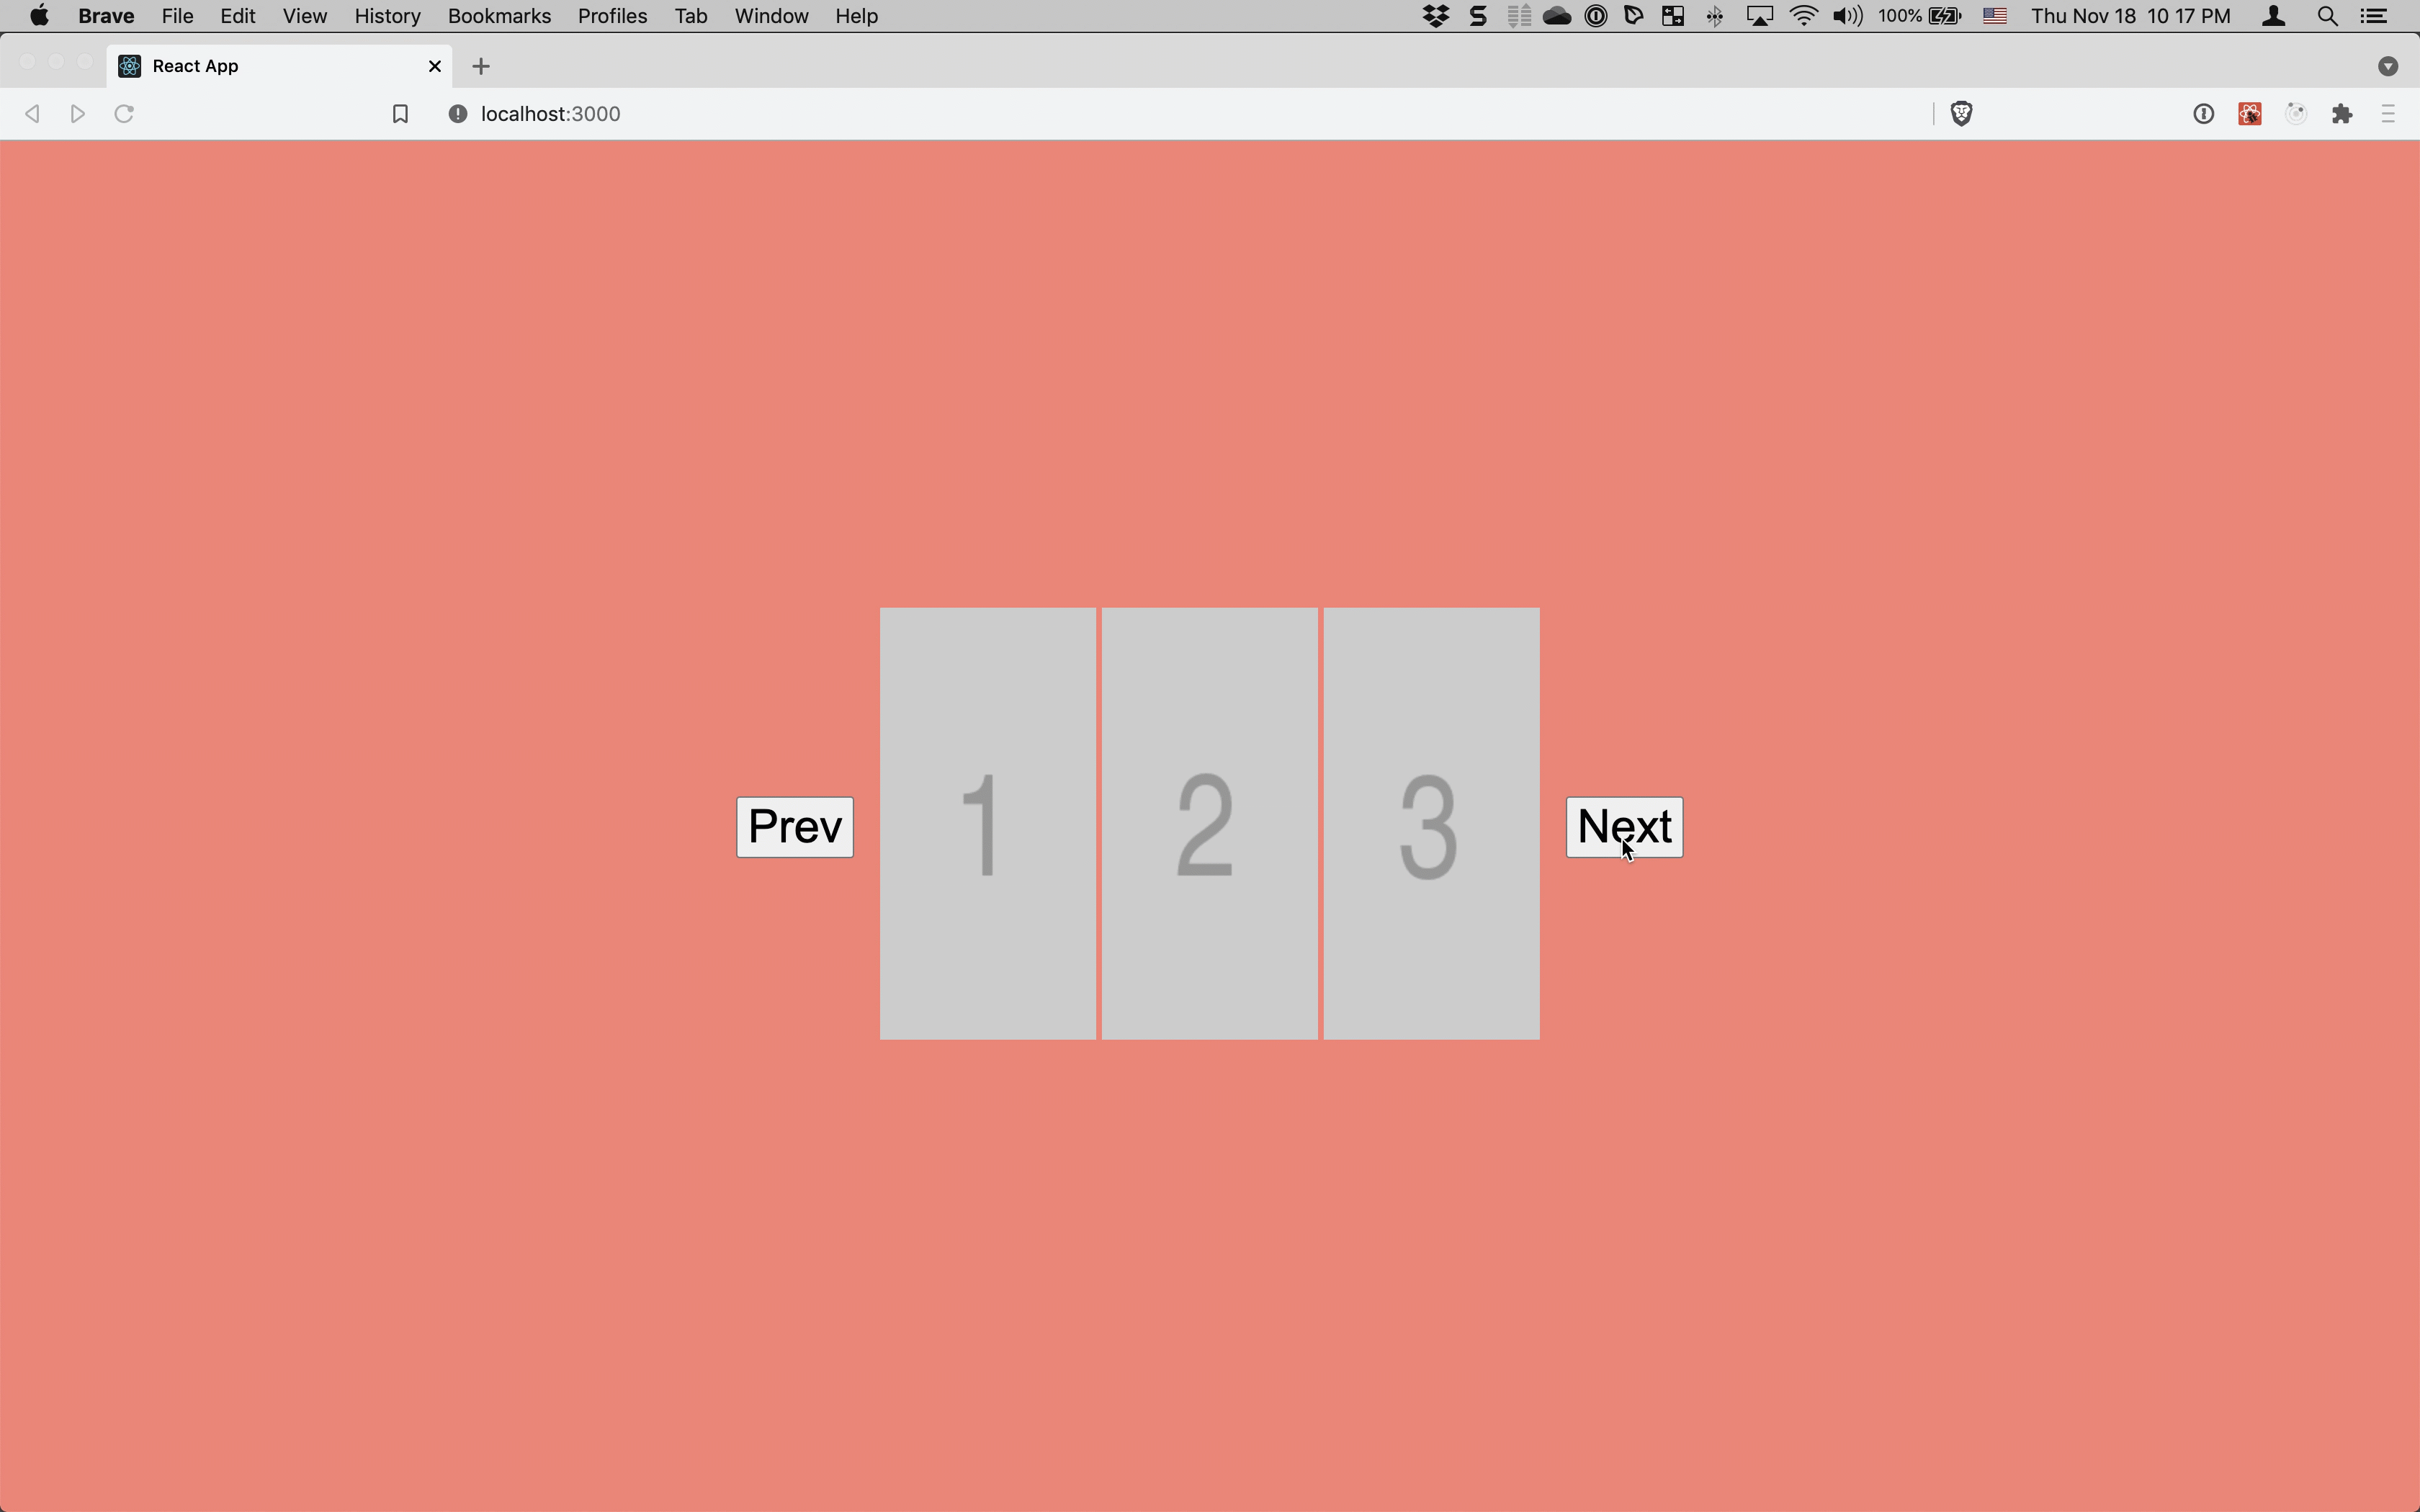 Brave File Edit View History Bookmarks Profiles Tab Window Help 100% Thu Nov 18 10 17 PM
React App
localhost:3000
1 2 3
Prev Next